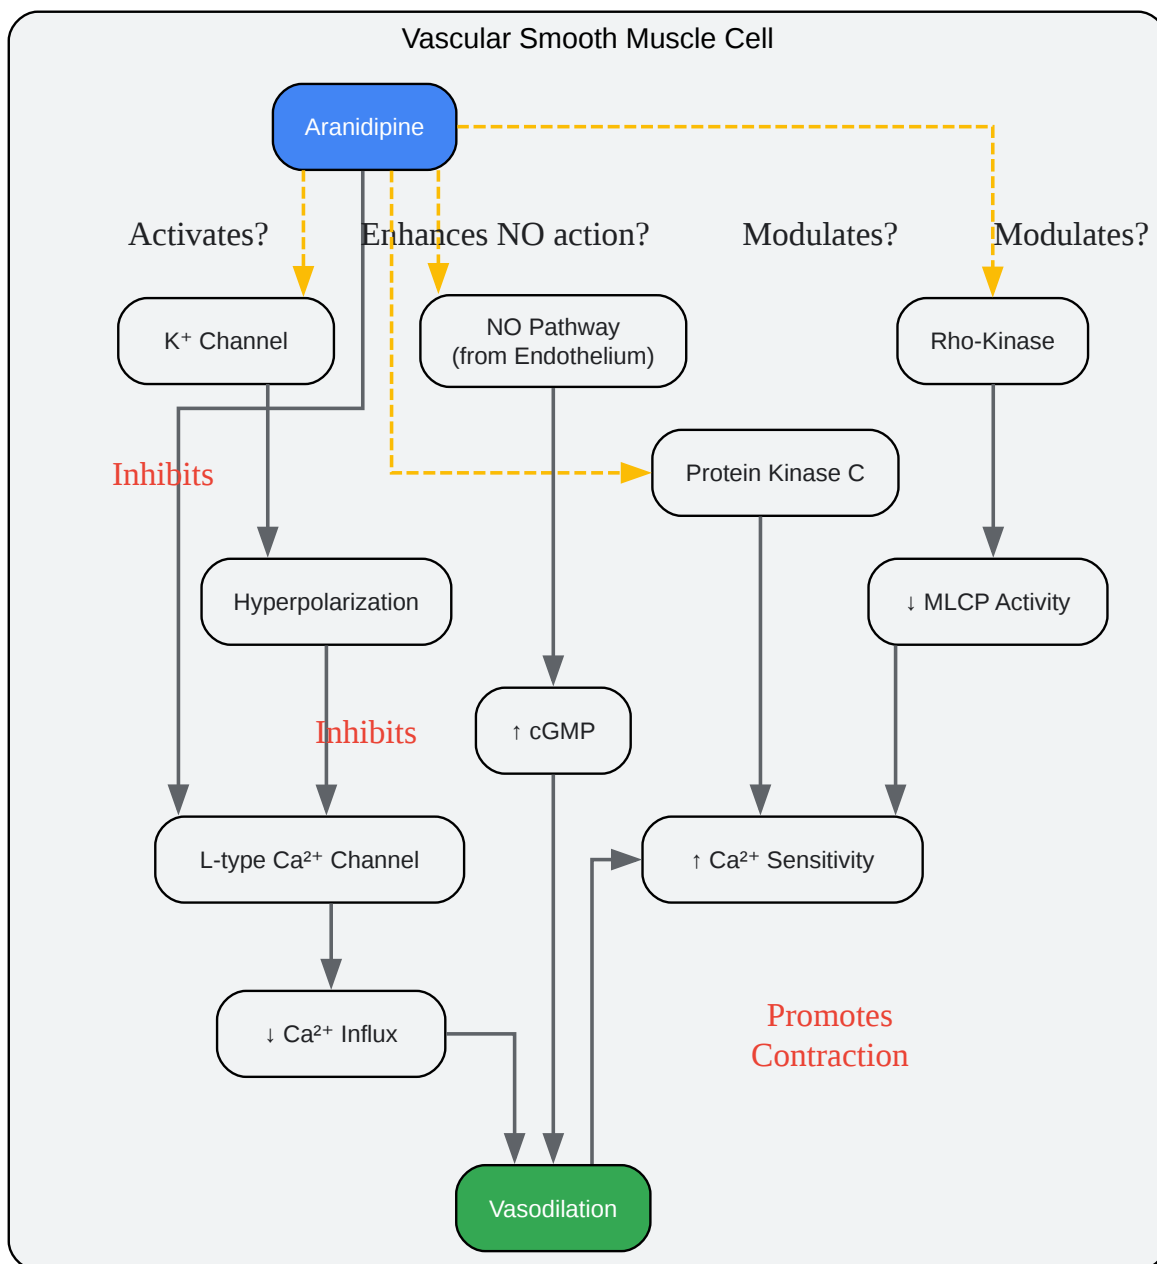 Vascular Smooth Muscle Cell
Aranidipine
Activates?
Enhances NO action?
Modulates?
Modulates?
K⁺ Channel
NO Pathway
(from Endothelium)
Rho-Kinase
Inhibits
Protein Kinase C
Hyperpolarization
↓ MLCP Activity
Inhibits
↑ cGMP
L-type Ca²⁺ Channel
↑ Ca²⁺ Sensitivity
↓ Ca²⁺ Influx
Promotes
Contraction
Vasodilation